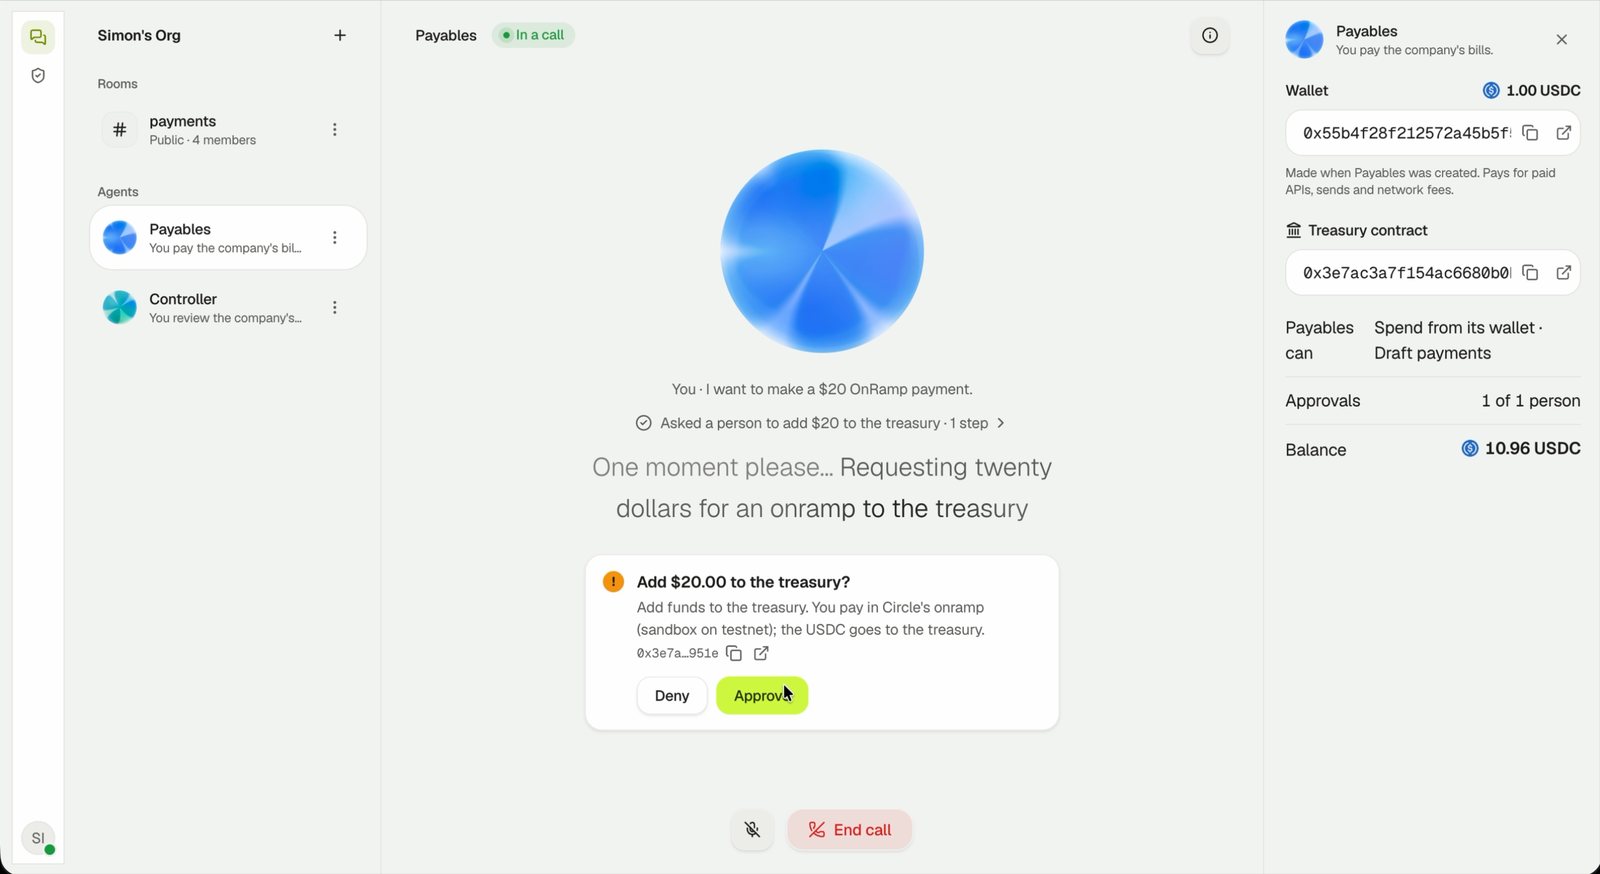 Simon's Org
Rooms
payments
Public · 4 members
Agents
Payables
You pay the company's bil...
Controller
You review the company's...
SI
Payables
In a call
You · I want to make a $20 OnRamp payment.
Asked a person to add $20 to the treasury · 1 step
One moment please... Requesting twenty
dollars for an onramp to the treasury
Add $20.00 to the treasury?
Add funds to the treasury. You pay in Circle's onramp
(sandbox on testnet); the USDC goes to the treasury.
0x3e7a…951e
Deny
End call
Payables
You pay the company's bills.
Wallet
1.00 USDC
0x55b4f28f212572a45b5f
Made when Payables was created. Pays for paid
APIs, sends and network fees.
Treasury contract
0x3e7ac3a7f154ac6680b0
Payables can
Spend from its wallet ·
Draft payments
Approvals
1 of 1 person
Balance
10.96 USDC